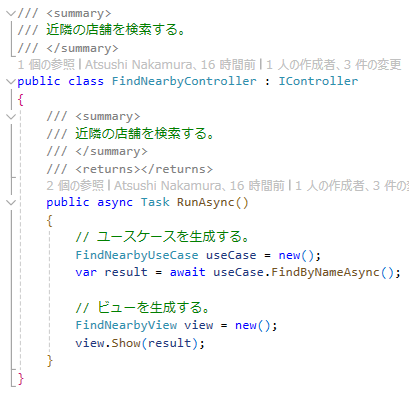 /// <summary>
/// 近隣の店舗を検索する。
/// </summary>
1 個の参照 | Atsushi Nakamura、16 時間前 | 1 人の作成者、3 件の変更
public class FindNearbyController : IController
{
/// <summary>
/// 近隣の店舗を検索する。
/// </summary>
/// <returns></returns>
2 個の参照 | Atsushi Nakamura、16 時間前 | 1 人の作成者、3 件の
public async Task RunAsync()
{
// ユースケースを生成する。
FindNearbyUseCase useCase = new();
var result = await useCase.FindByNameAsync();
// ビューを生成する。
FindNearbyView view = new();
view.Show(result);
}
}